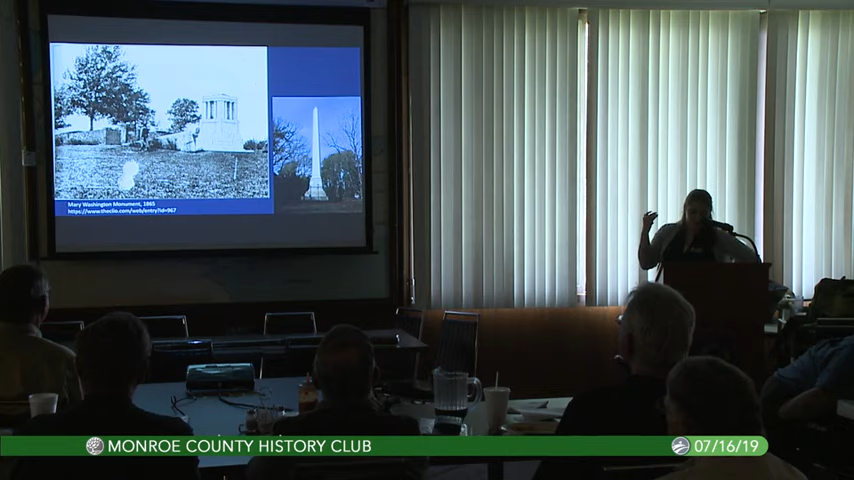 Mary Washington Monument, 1865
https://www.theclio.com/web/entry?id=967
MONROE COUNTY HISTORY CLUB
07/16/19